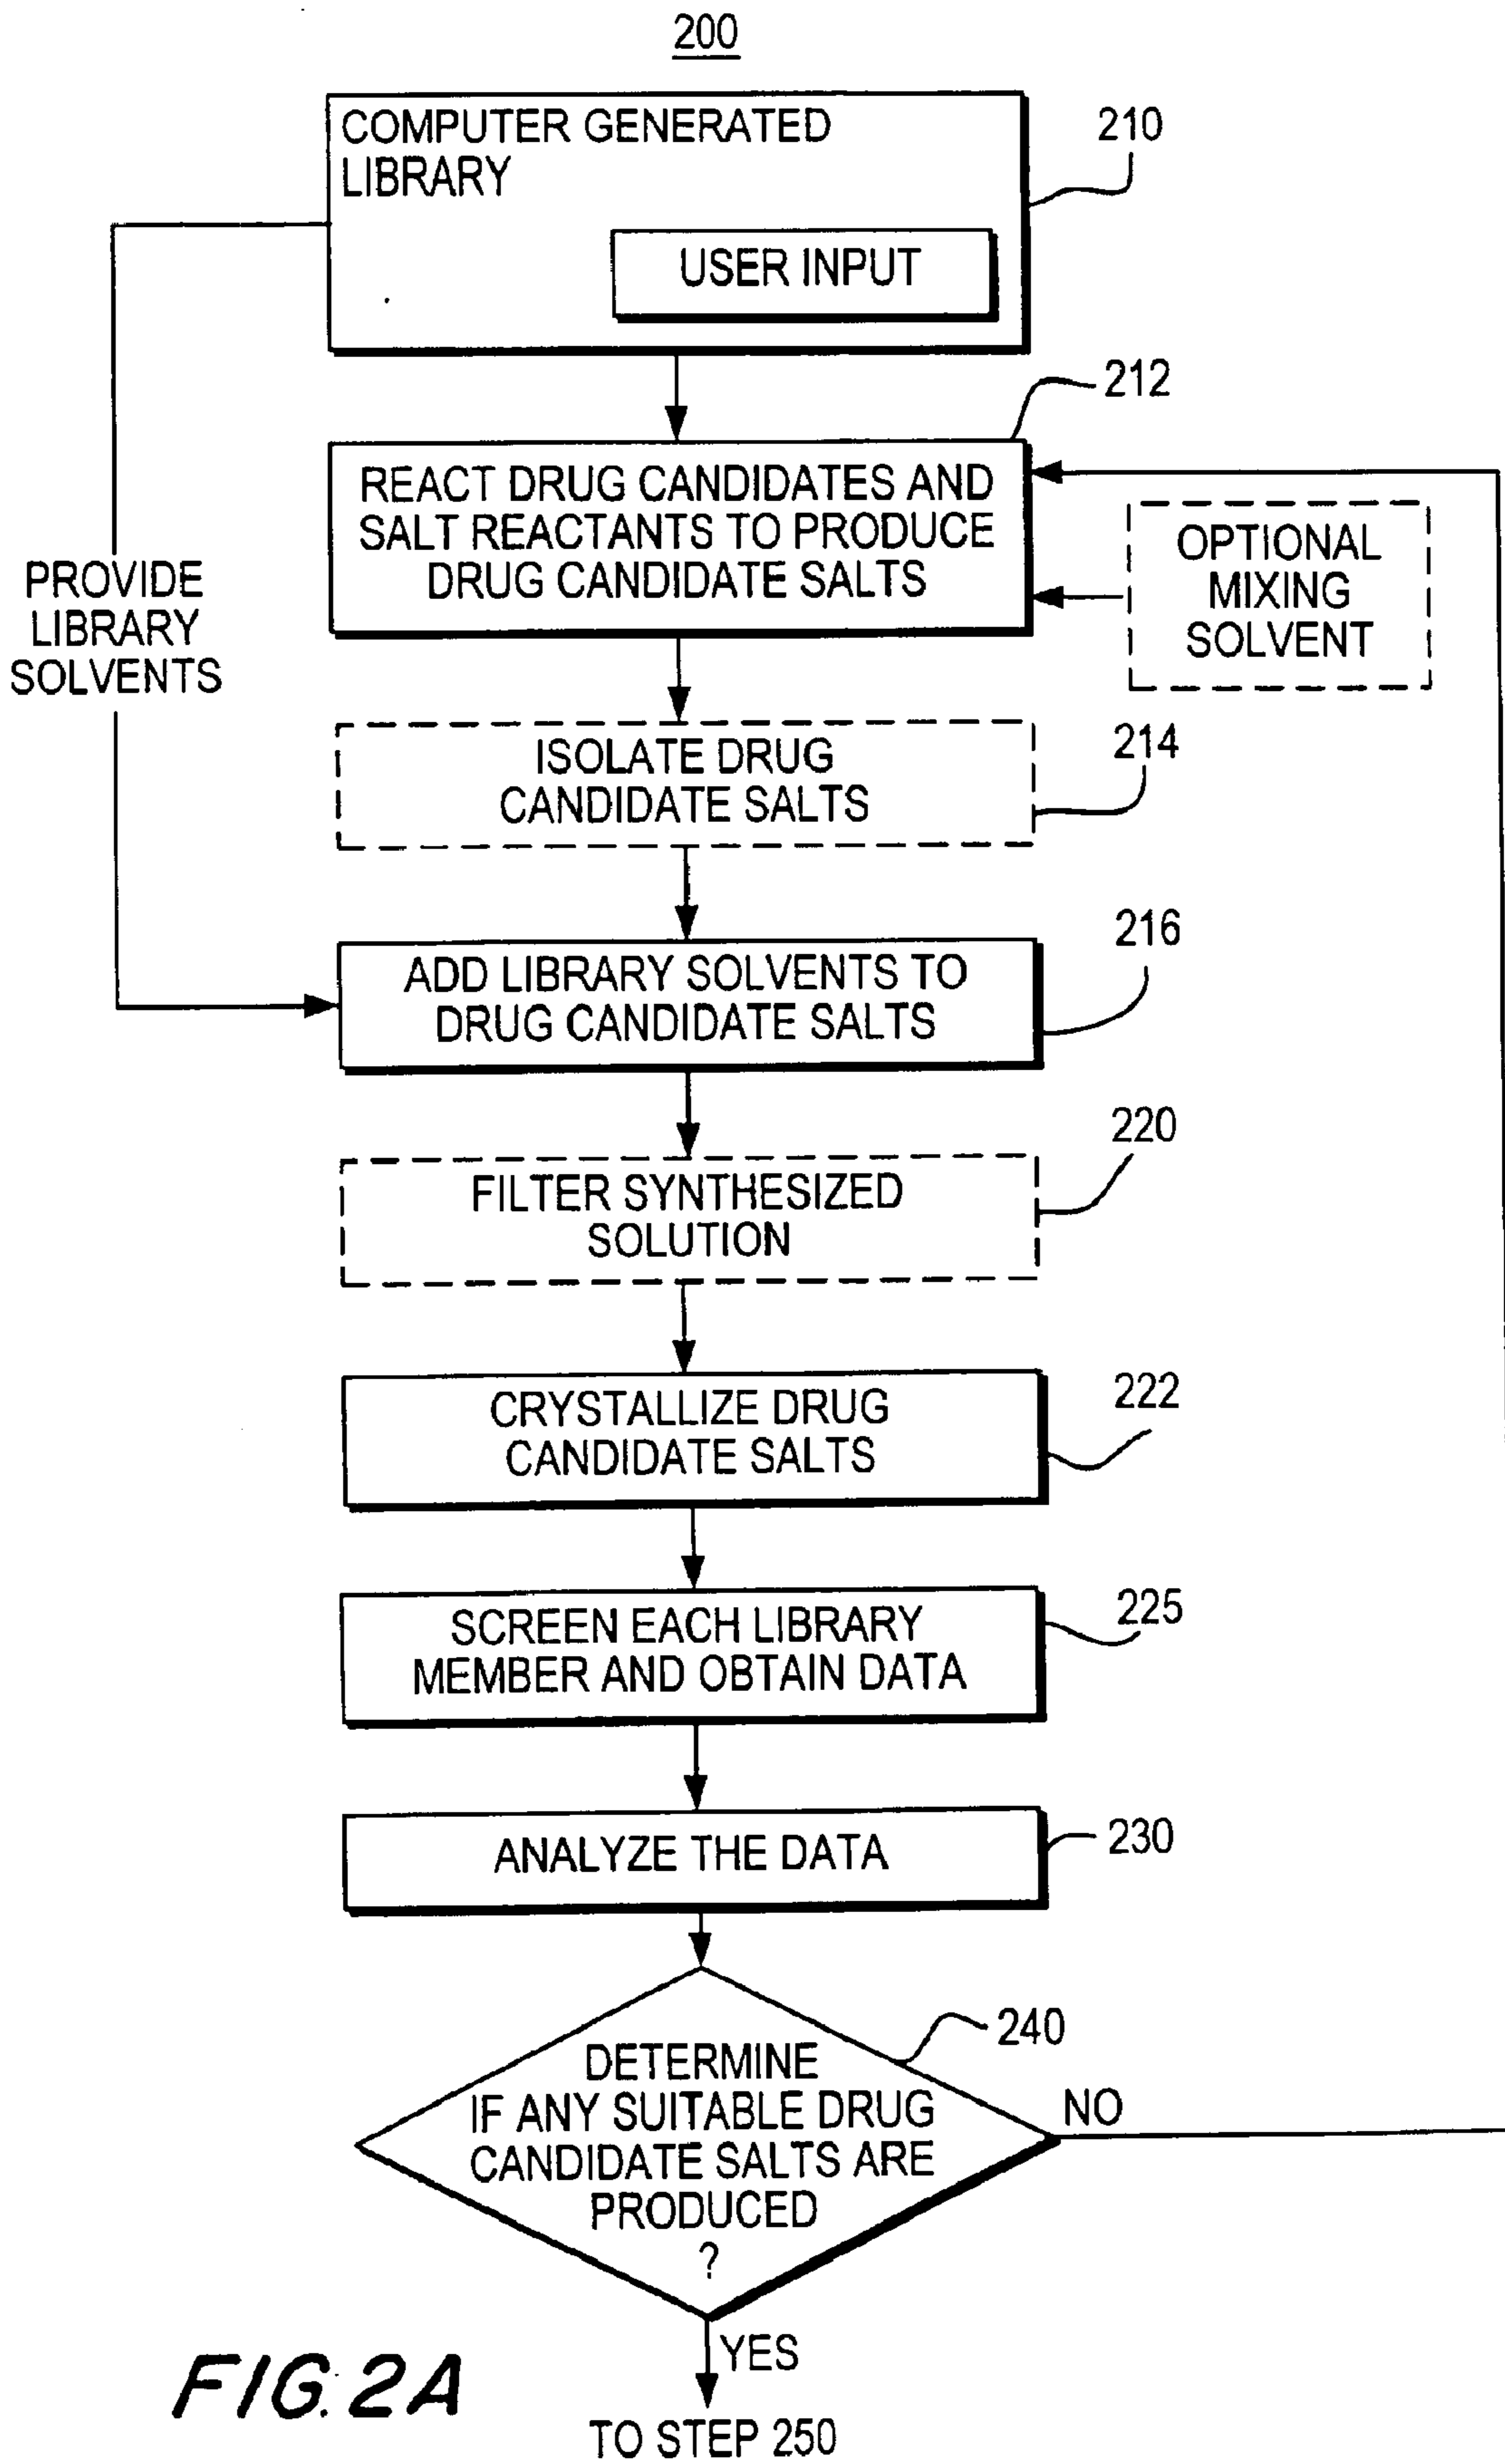 200
COMPUTER GENERATED
LIBRARY
210
USER INPUT
212
REACT DRUG CANDIDATES AND
SALT REACTANTS TO PRODUCE
DRUG CANDIDATE SALTS
OPTIONAL
MIXING
SOLVENT
PROVIDE
LIBRARY
SOLVENTS
ISOLATE DRUG
CANDIDATE SALTS
214
ADD LIBRARY SOLVENTS TO
DRUG CANDIDATE SALTS
216
FILTER SYNTHESIZED
SOLUTION
220
CRYSTALLIZE DRUG
CANDIDATE SALTS
222
SCREEN EACH LIBRARY
MEMBER AND OBTAIN DATA
225
ANALYZE THE DATA
230
240
DETERMINE
IF ANY SUITABLE DRUG
CANDIDATE SALTS ARE
PRODUCED
?
NO
YES
TO STEP 250
FIG. 2A